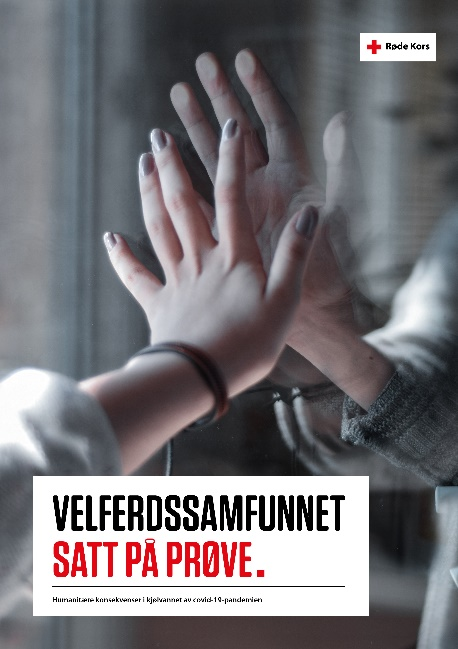 Røde Kors
VELFERDSSAMFUNNET
SATT PÅ PRØVE.
Humanitære konsekvenser i kjølvannet av covid-19-pandemien